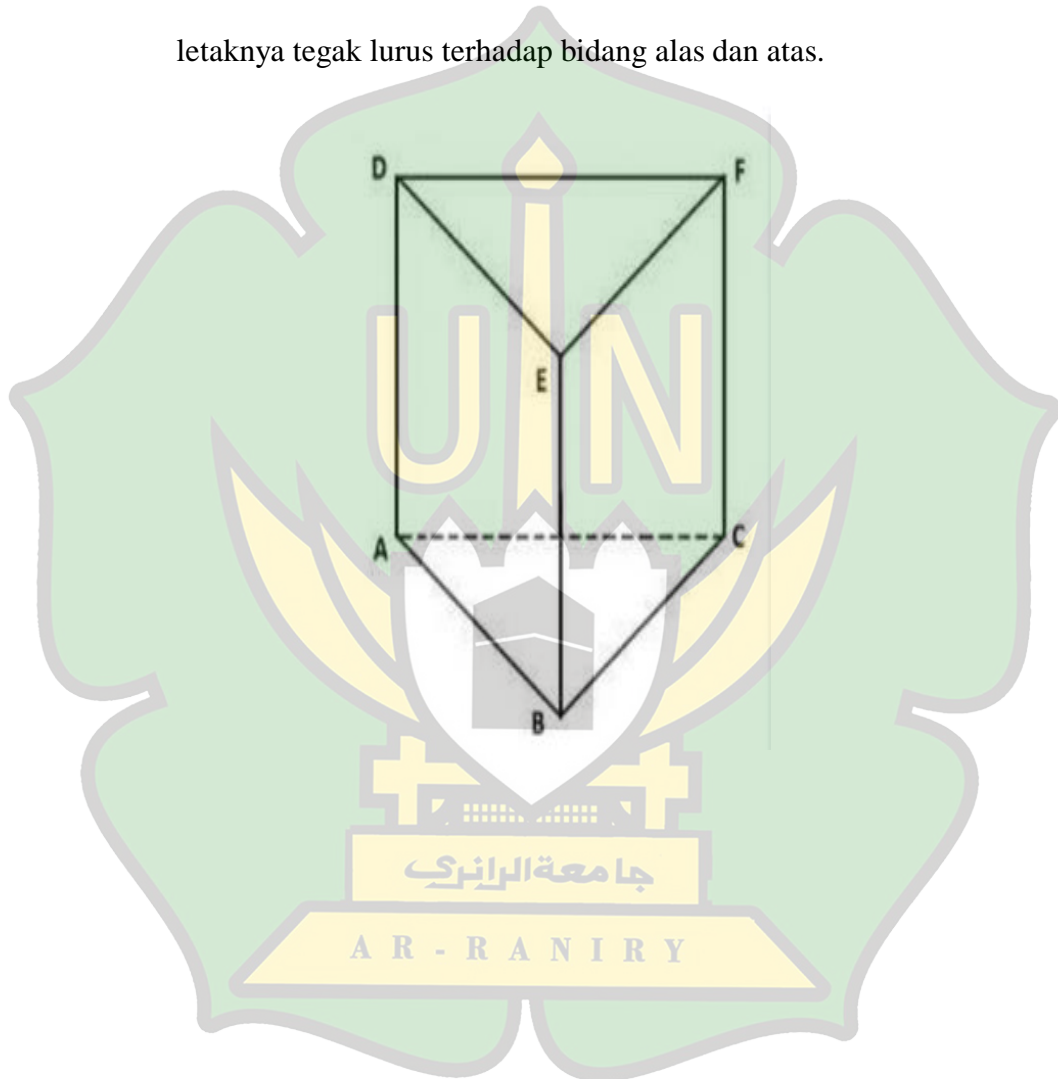 letaknya tegak lurus terhadap bidang alas dan atas.
D
F
U I N
E
A
C
B
جامعة الرانري
AR-RANIRY